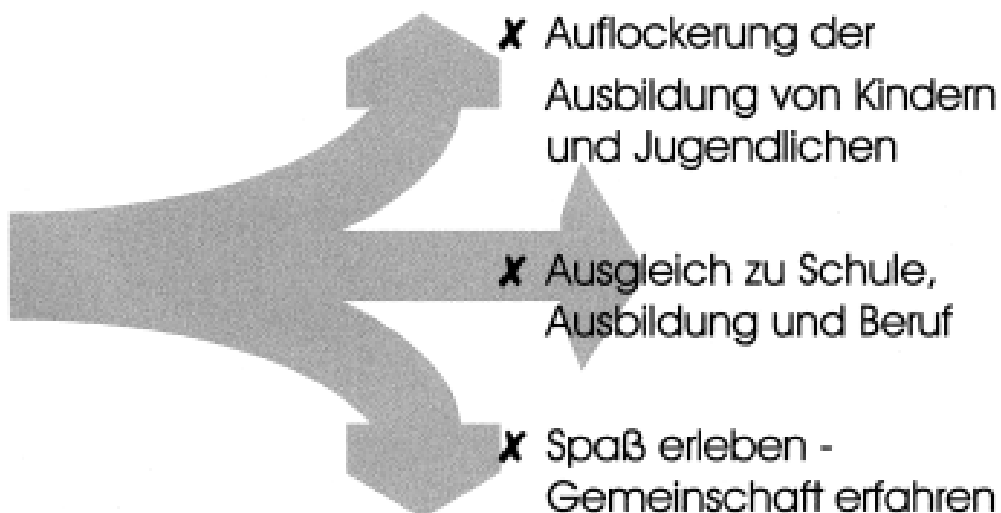 ✘ Auflockerung der
Ausbildung von Kindern
und Jugendlichen
✘ Ausgleich zu Schule,
Ausbildung und Beruf
✘ Spaß erleben -
Gemeinschaft erfahren